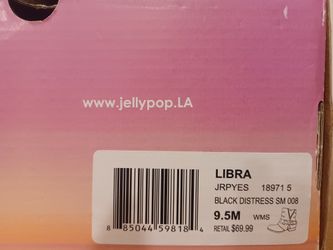 www.jellypop.LA
LIBRA
JRPYES 18971 5
BLACK DISTRESS SM 008
9.5M WMS
RETAIL $69.99
8 85044 59818 4